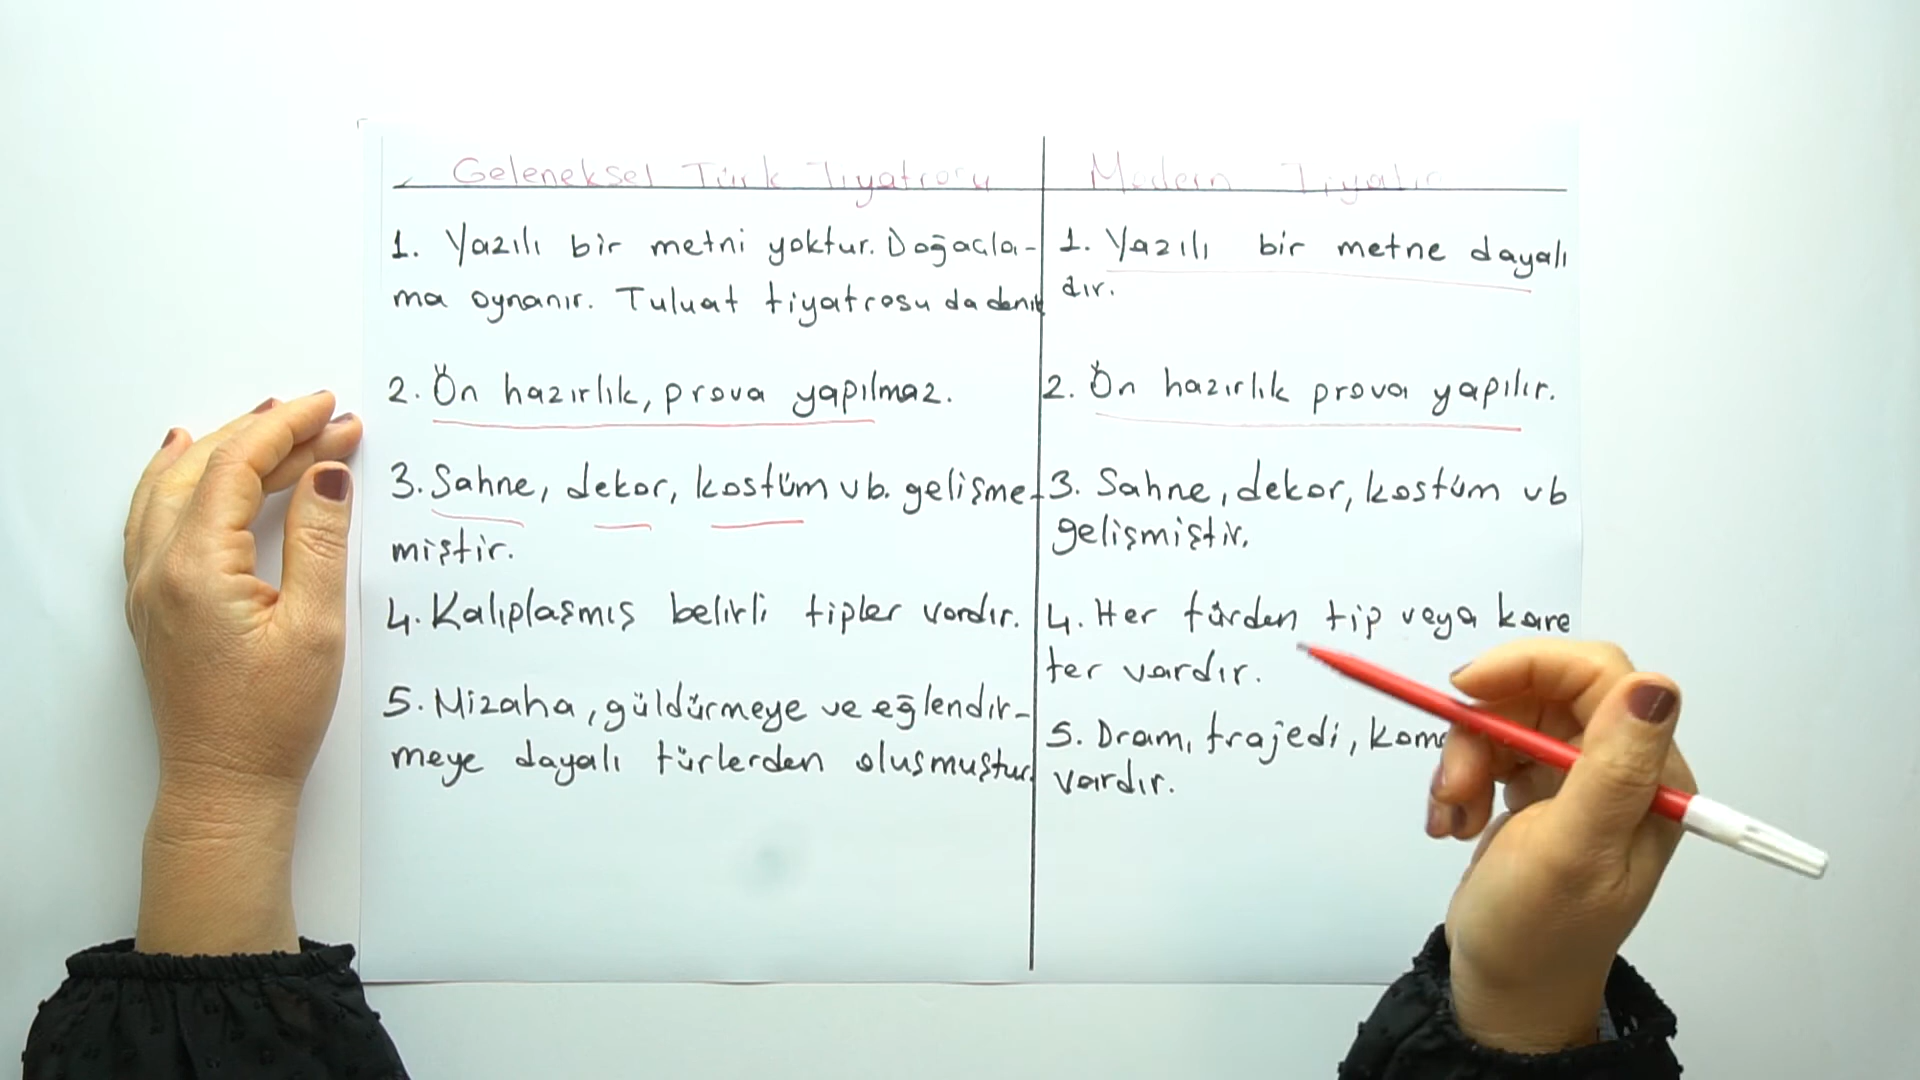 Geleneksel Türk Tiyatrosu
1. Yazılı bir metni yoktur. Doğaçla-
ma oynanır. Tuluat tiyatrosu da denir
2. Ön hazırlık, prova yapılmaz.
3. Sahne, dekor, kostüm vb. gelişme-
miştir.
4. Kalıplaşmış belirli tipler vardır.
5. Mizaha, güldürmeye ve eğlendir-
meye dayalı türlerden oluşmuştur.
Modern
1. Yazılı bir metne dayalı
dır.
2. Ön hazırlık prova yapılır.
3. Sahne, dekor, kostüm vb
gelişmiştir.
4. Her türden tip veya kare
ter vardır.
5. Dram, trajedi,
vardır.